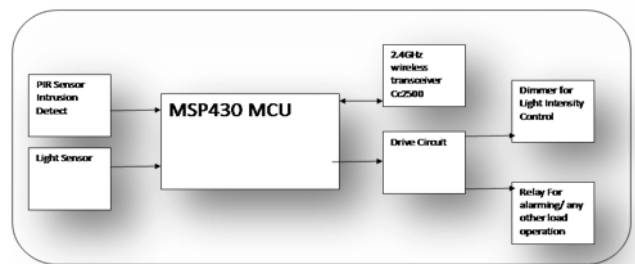 PIR Sensor
Intrusion
Detect
Light Sensor
MSP430 MCU
2.4GHz
wireless
transceiver
Cc2500
Drive Circuit
Dimmer for
Light Intensity
Control
Relay For
alarming/ any
other load
operation